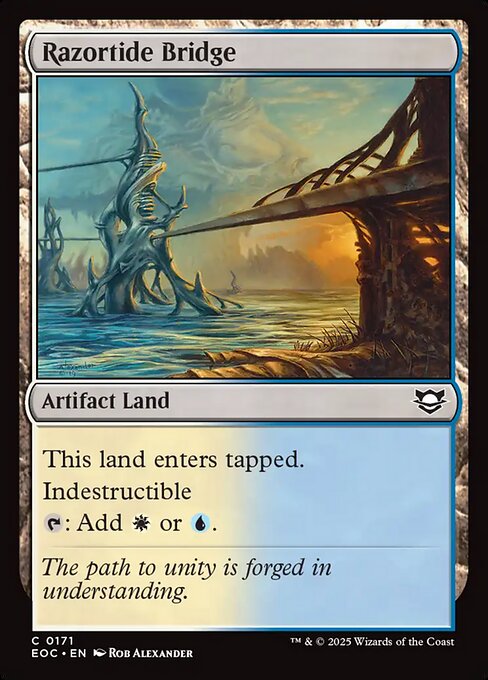 Razortide Bridge
Artifact Land
This land enters tapped.
Indestructible
: Add or .
The path to unity is forged in
understanding.
C 0171
EOC • EN Rob Alexander
™ & © 2025 Wizards of the Coast